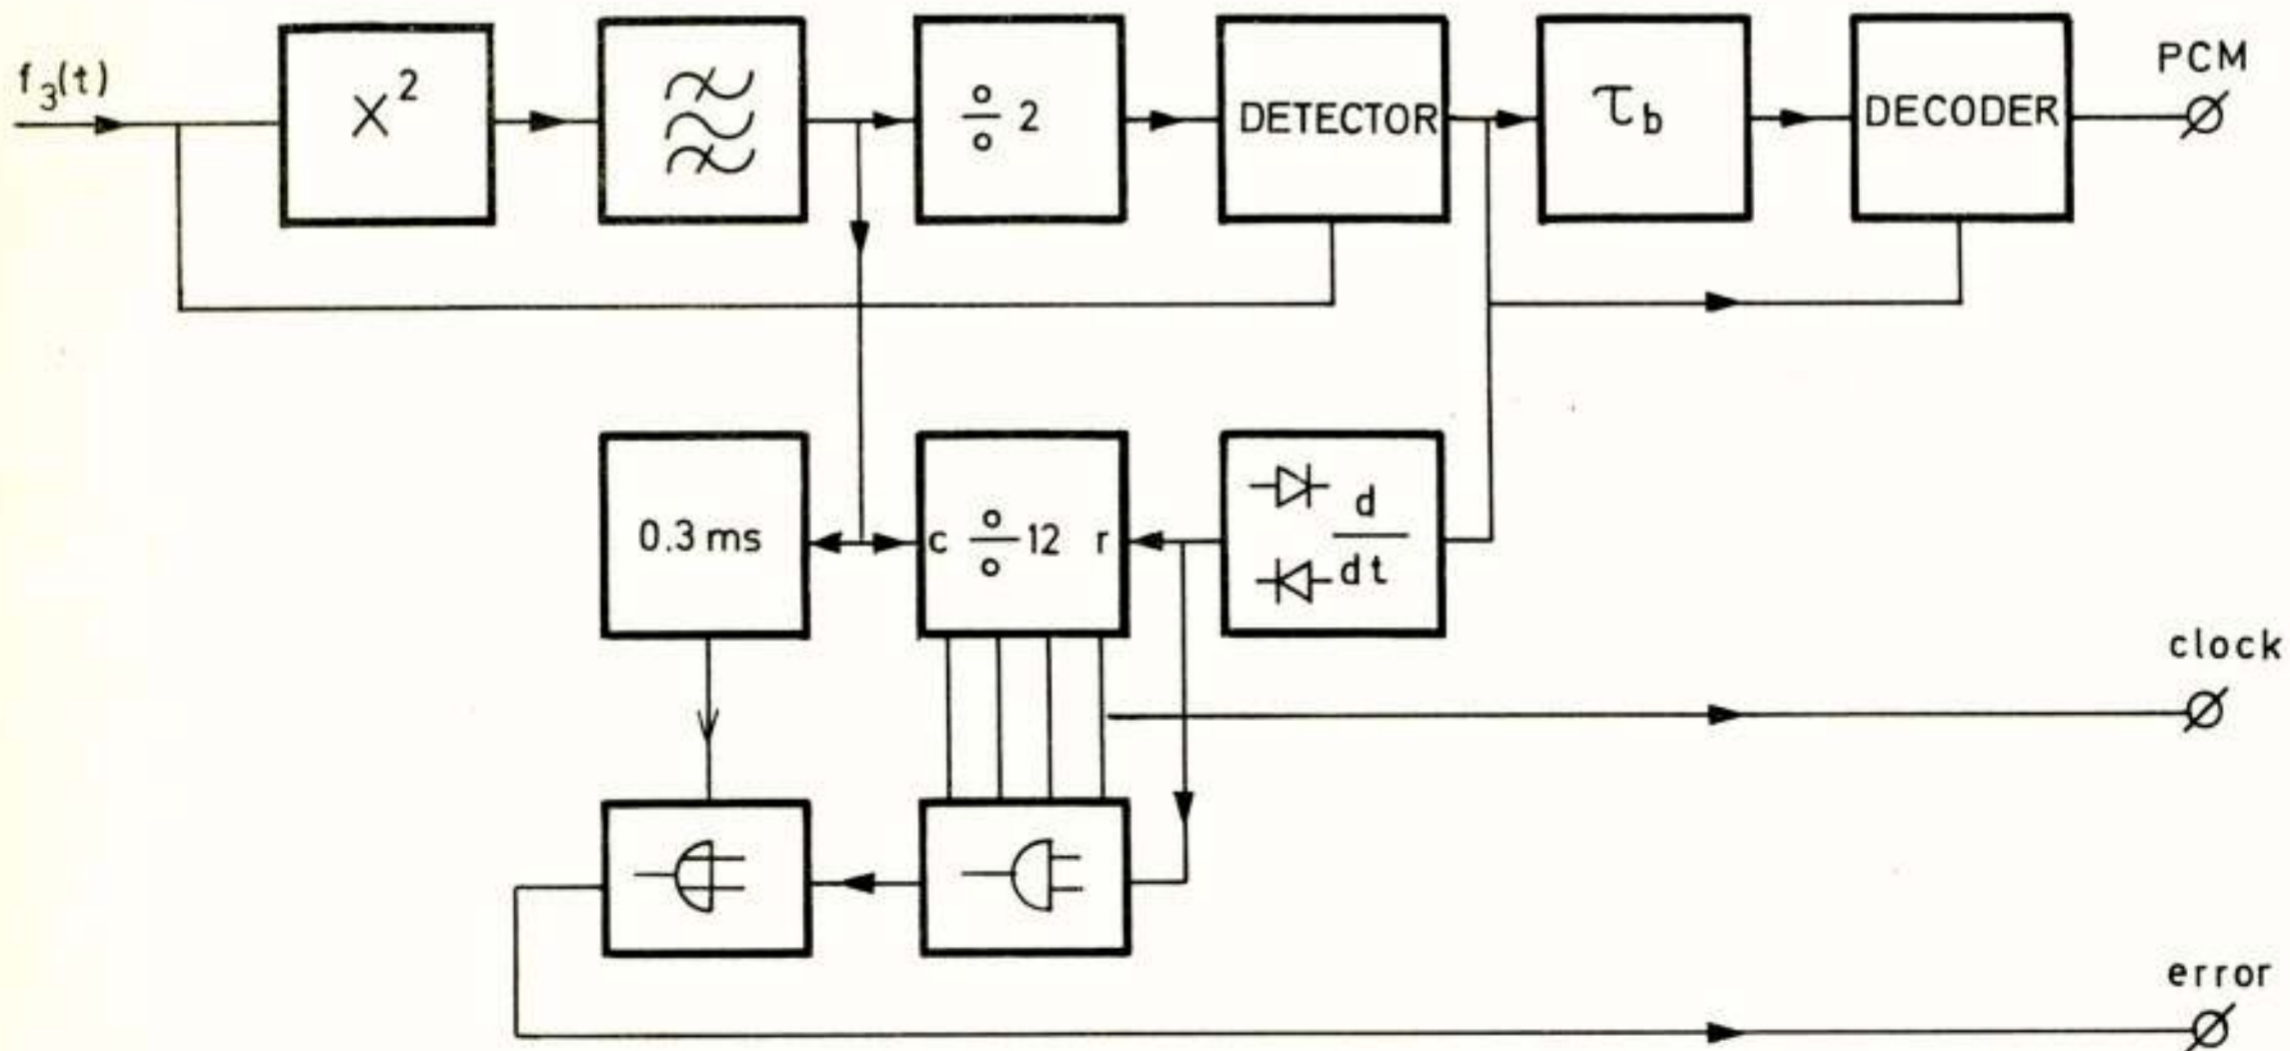 f₃(t)
X²
÷ 2
DETECTOR
τb
DECODER
PCM
0.3 ms
c ÷ 12 r
d
dt
clock
error